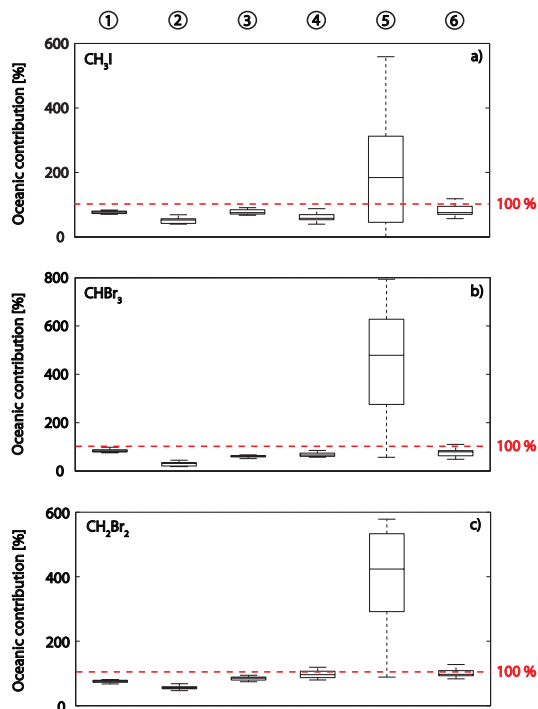 ① ② ③ ④ ⑤ ⑥
600
CH₃I
a)
400
200
100 %
0
Oceanic contribution [%]
800
CHBr₃
b)
600
400
200
100 %
0
Oceanic contribution [%]
600
CH₂Br₂
c)
400
200
100 %
0
Oceanic contribution [%]